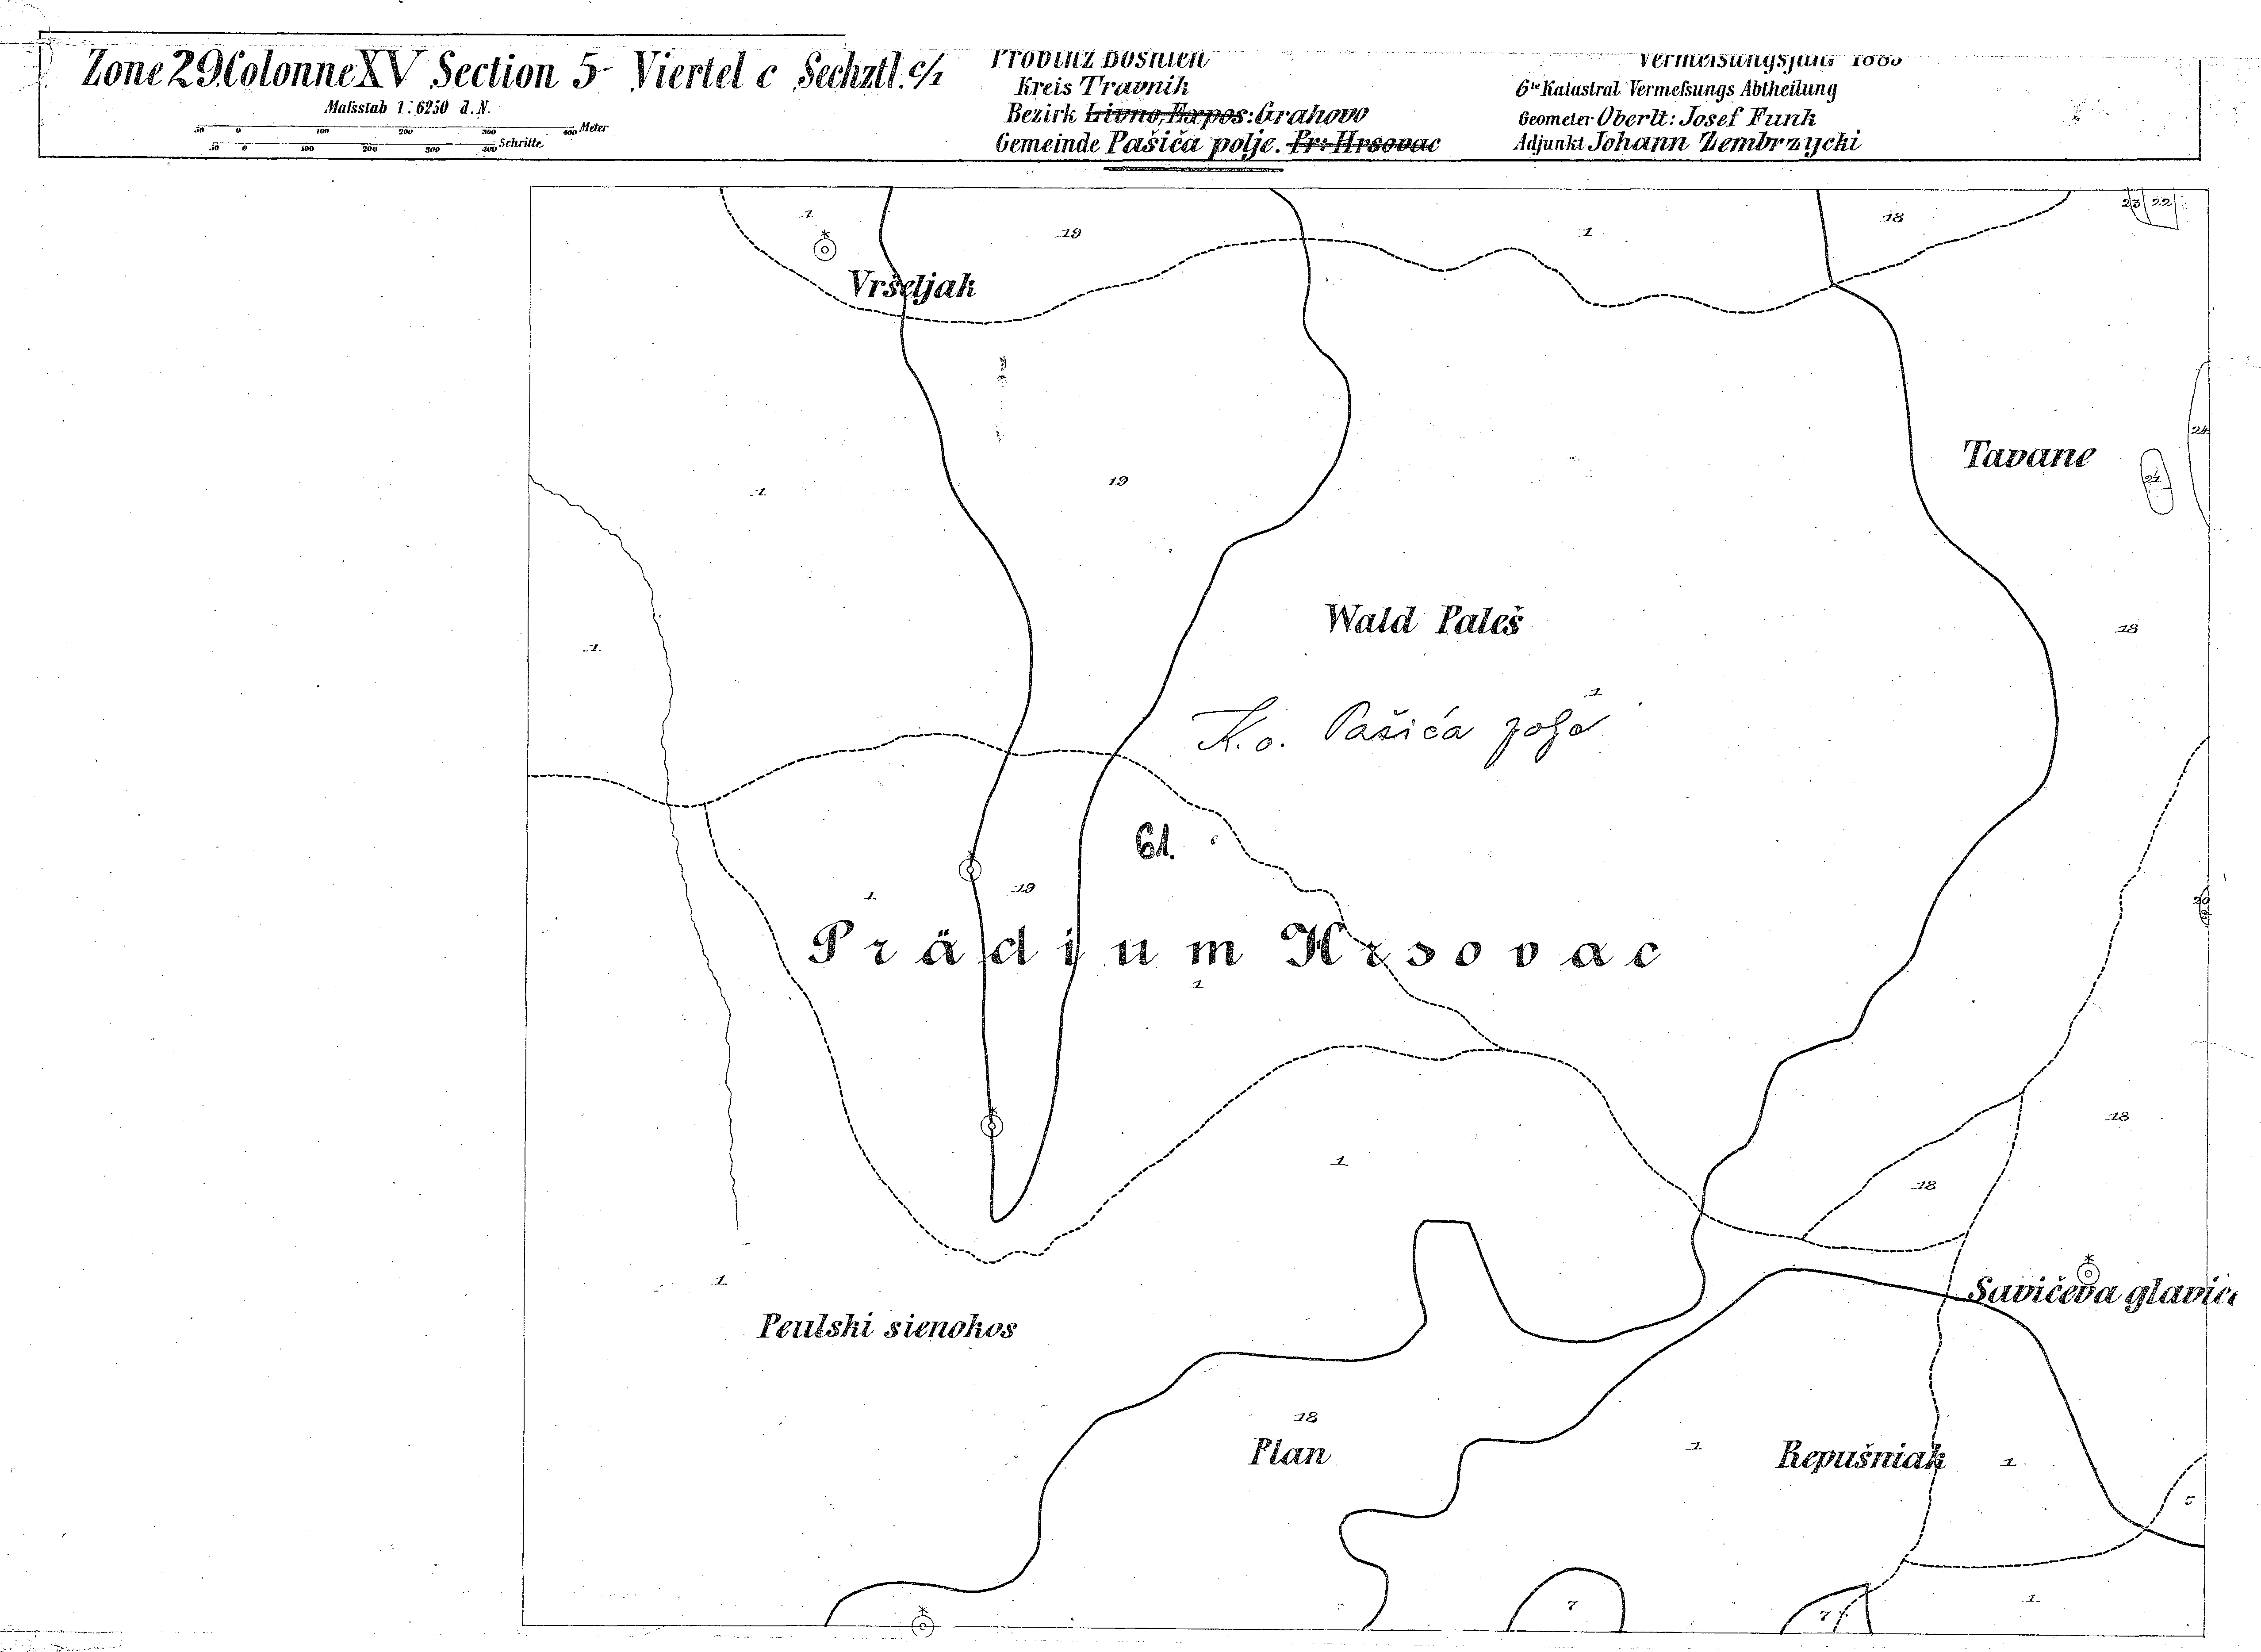 Zone 29 Colonne XV Section 5 Viertel c Sechztl. c/1
Maſsstab 1:6250 d.N.
50 0 100 200 300 400 Meter
50 0 100 200 300 400 Schritte
Provinz Bosnien
Kreis Travnik
Bezirk Livno, Expos: Grahovo
Gemeinde Pašića polje. Pr: Hrsovac
Vermeſsungsjahr
6te Katastral Vermeſsungs Abtheilung
Geometer Oberlt: Josef Funk
Adjunkt Johann Zembrzycki
1 19 1 18 23 22
Vršeljak
24
Tavane
1 19 21
Wald Paleš
18
1
1
K.o. Pašića polje
61.
1 19 20
Prädium Hrsovac
1
18
1
18
1
Savičeva glavica
Peulski sienokos
18
Plan
1
Repušniak
1
5
7 7 1